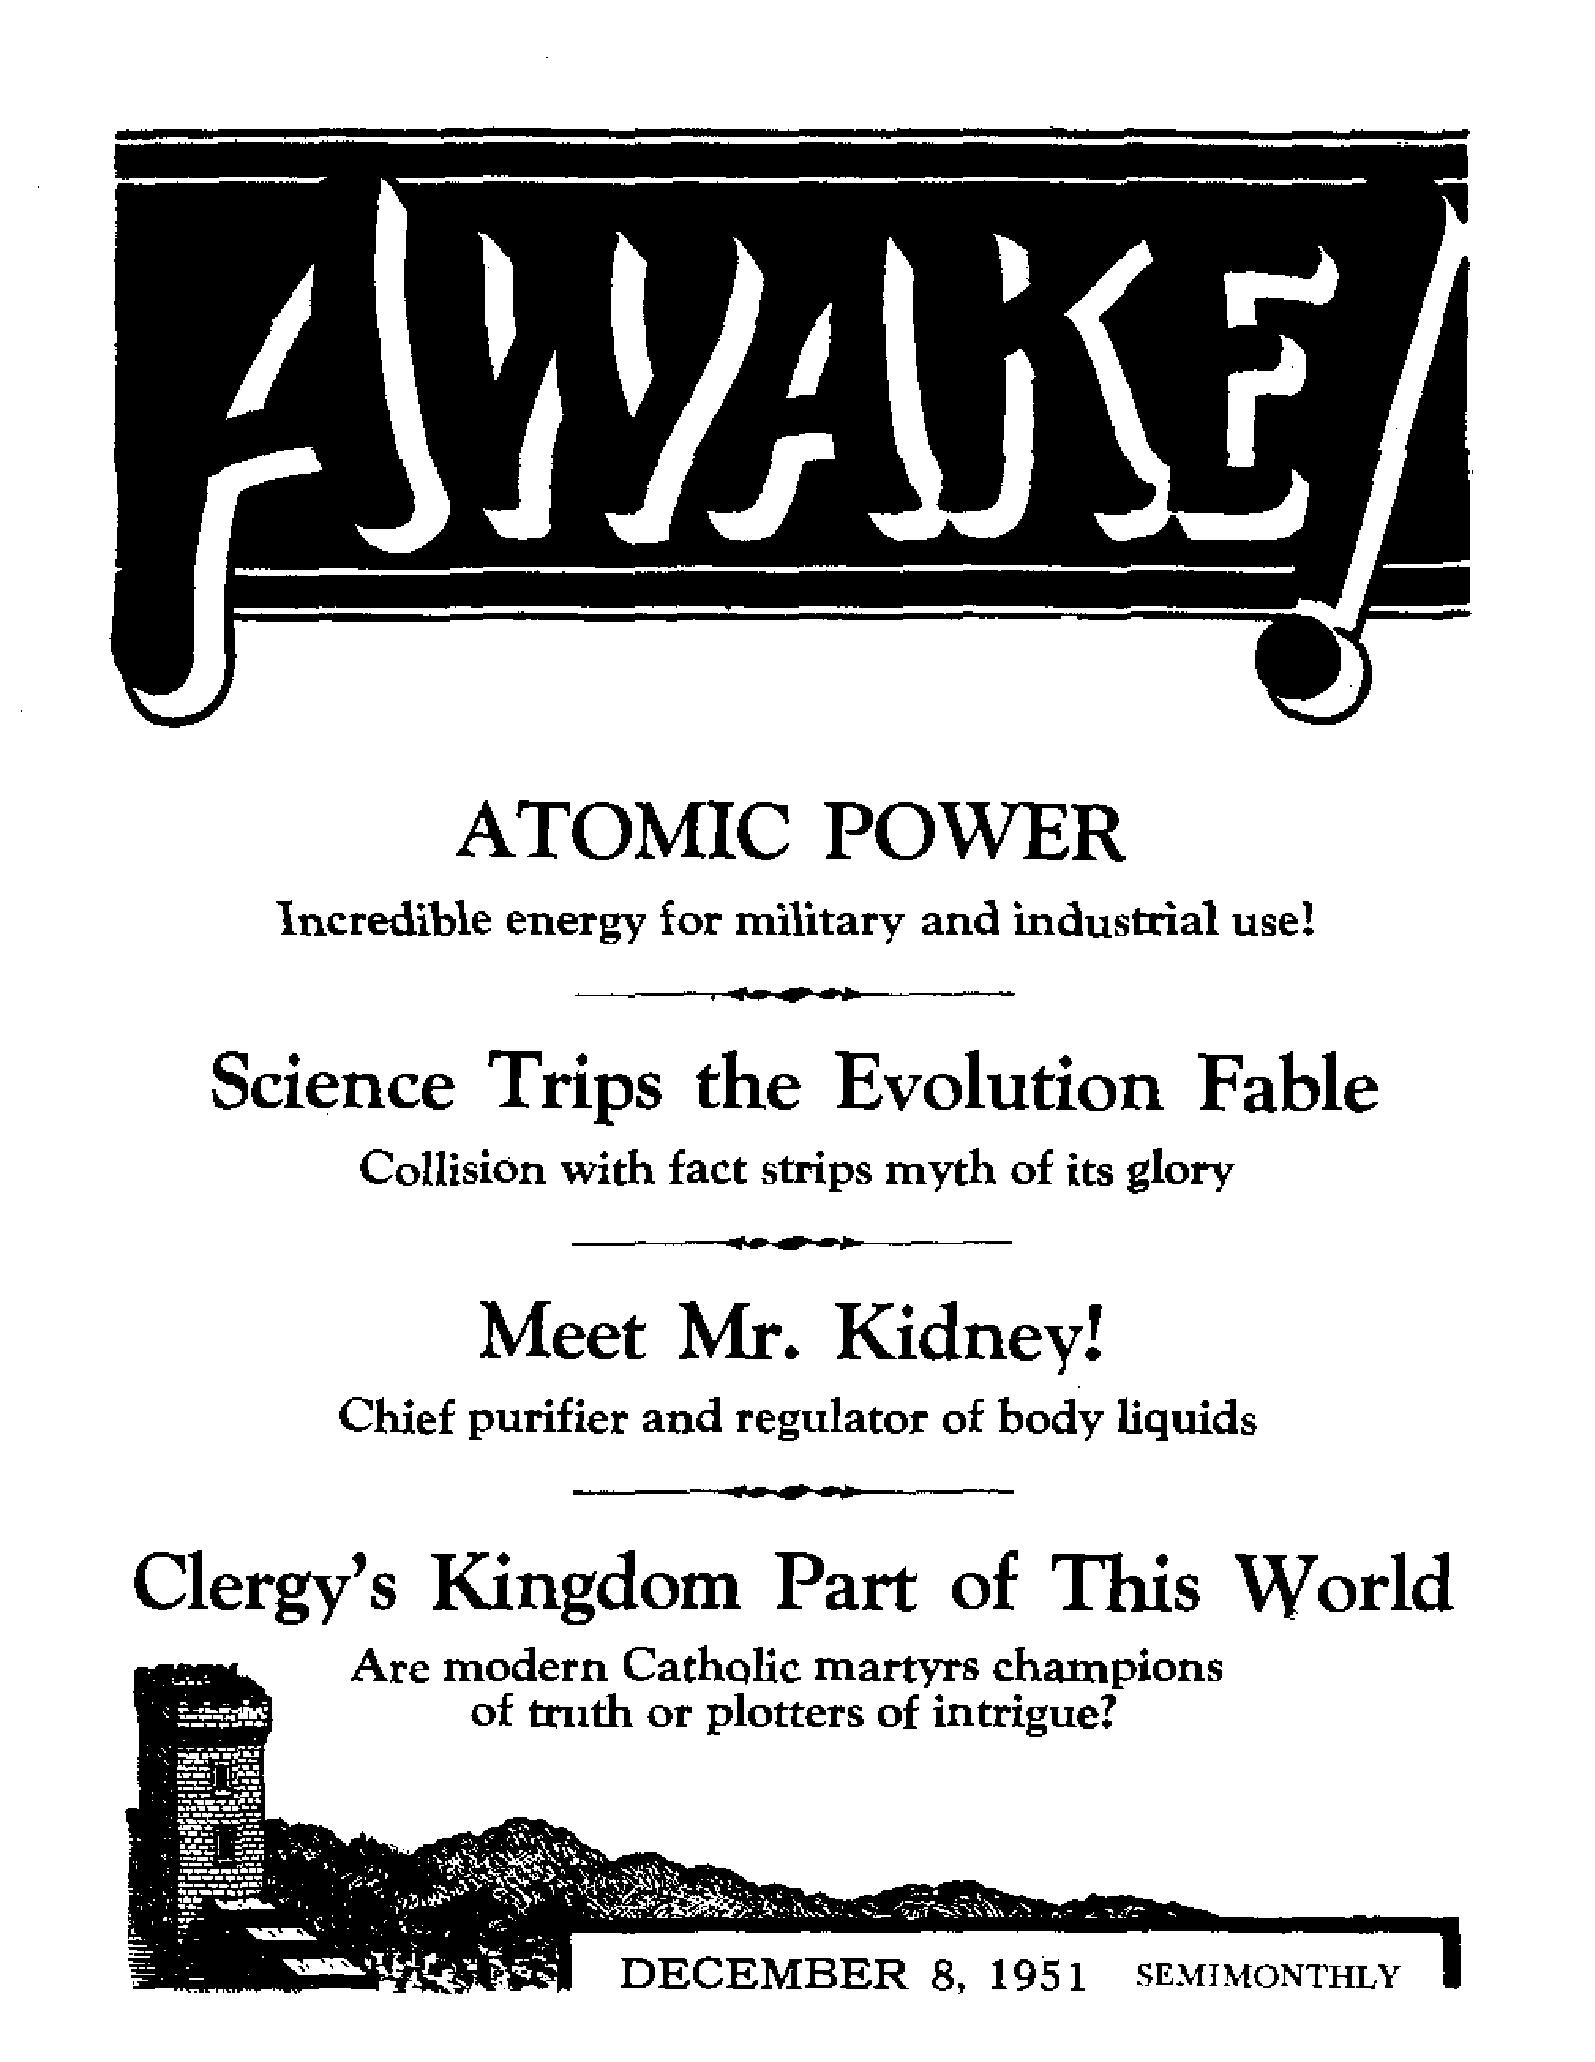 AWAKE!
ATOMIC POWER
Incredible energy for military and industrial use!
Science Trips the Evolution Fable
Collision with fact strips myth of its glory
Meet Mr. Kidney!
Chief purifier and regulator of body liquids
Clergy's Kingdom Part of This World
Are modern Catholic martyrs champions
of truth or plotters of intrigue?
DECEMBER 8, 1951 SEMIMONTHLY